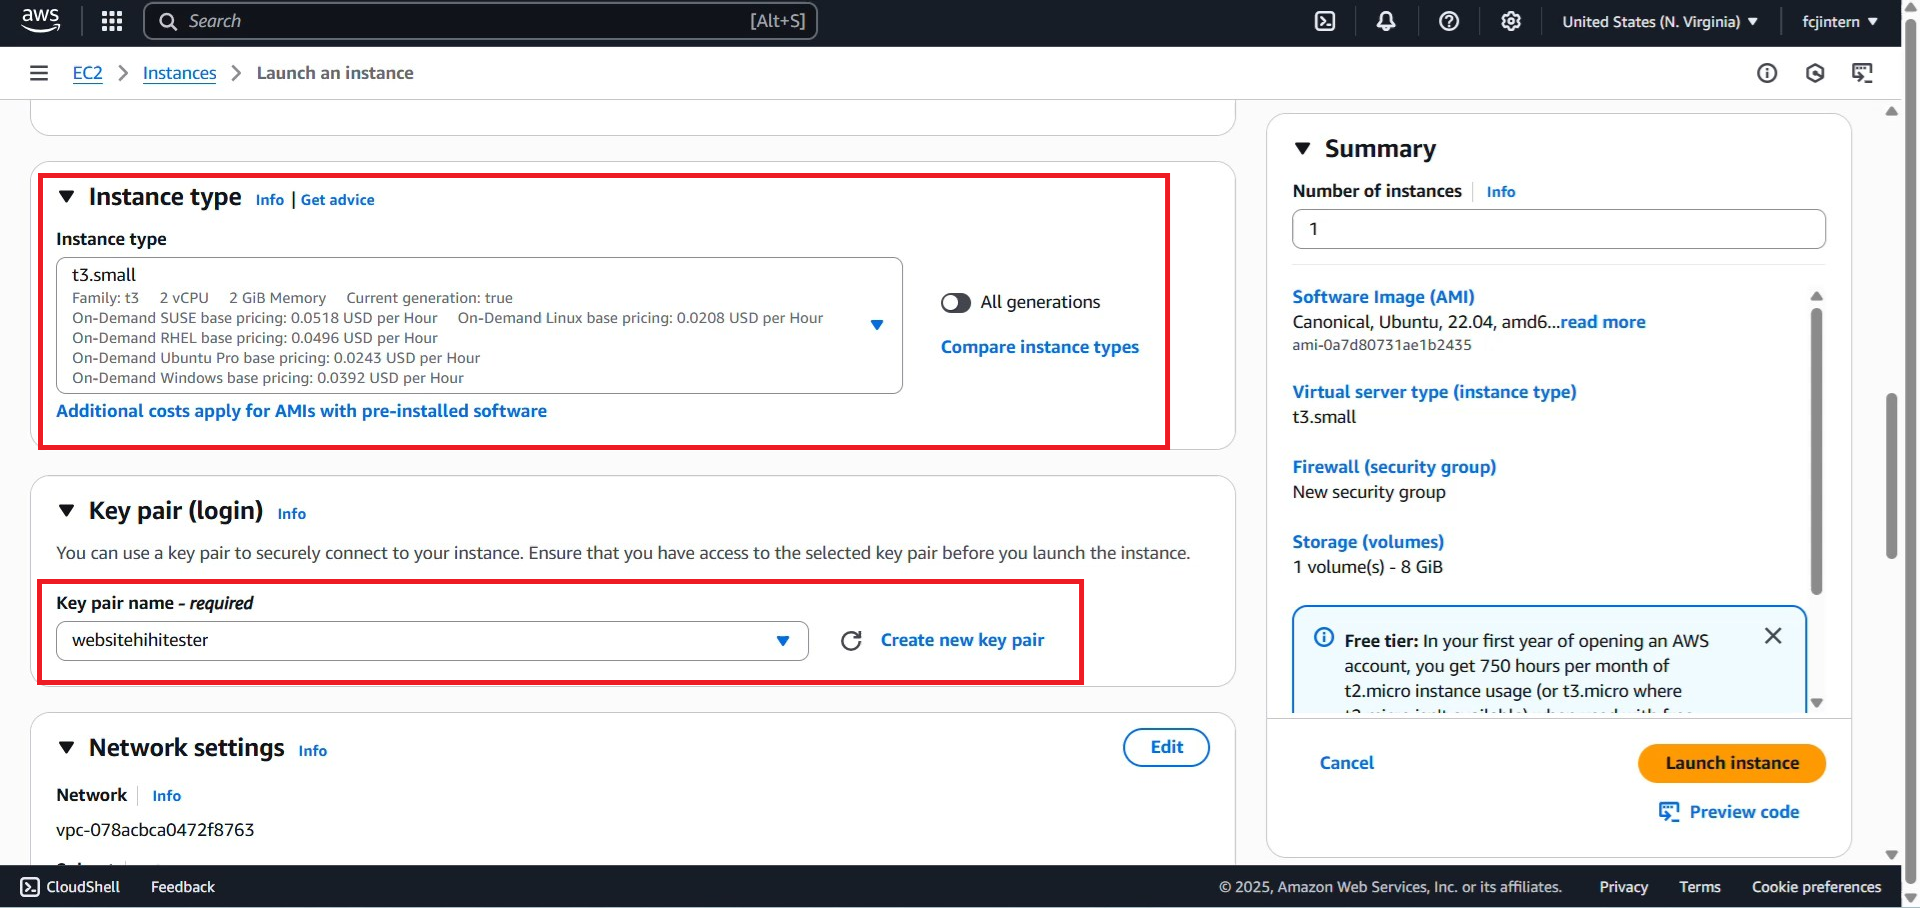 aws
Search
[Alt+S]
United States (N. Virginia)
fcjintern
EC2
Instances
Launch an instance
Instance type
Info
Get advice
Instance type
t3.small
Family: t3 2 vCPU 2 GiB Memory Current generation: true
On-Demand SUSE base pricing: 0.0518 USD per Hour On-Demand Linux base pricing: 0.0208 USD per Hour
On-Demand RHEL base pricing: 0.0496 USD per Hour
On-Demand Ubuntu Pro base pricing: 0.0243 USD per Hour
On-Demand Windows base pricing: 0.0392 USD per Hour
All generations
Compare instance types
Additional costs apply for AMIs with pre-installed software
Key pair (login)
Info
You can use a key pair to securely connect to your instance. Ensure that you have access to the selected key pair before you launch the instance.
Key pair name - required
websitehihitester
Create new key pair
Network settings
Info
Edit
Network
Info
vpc-078acbca0472f8763
Summary
Number of instances
Info
1
Software Image (AMI)
Canonical, Ubuntu, 22.04, amd6...read more
ami-0a7d80731ae1b2435
Virtual server type (instance type)
t3.small
Firewall (security group)
New security group
Storage (volumes)
1 volume(s) - 8 GiB
Free tier: In your first year of opening an AWS
account, you get 750 hours per month of
t2.micro instance usage (or t3.micro where
Cancel
Launch instance
Preview code
CloudShell
Feedback
© 2025, Amazon Web Services, Inc. or its affiliates.
Privacy
Terms
Cookie preferences